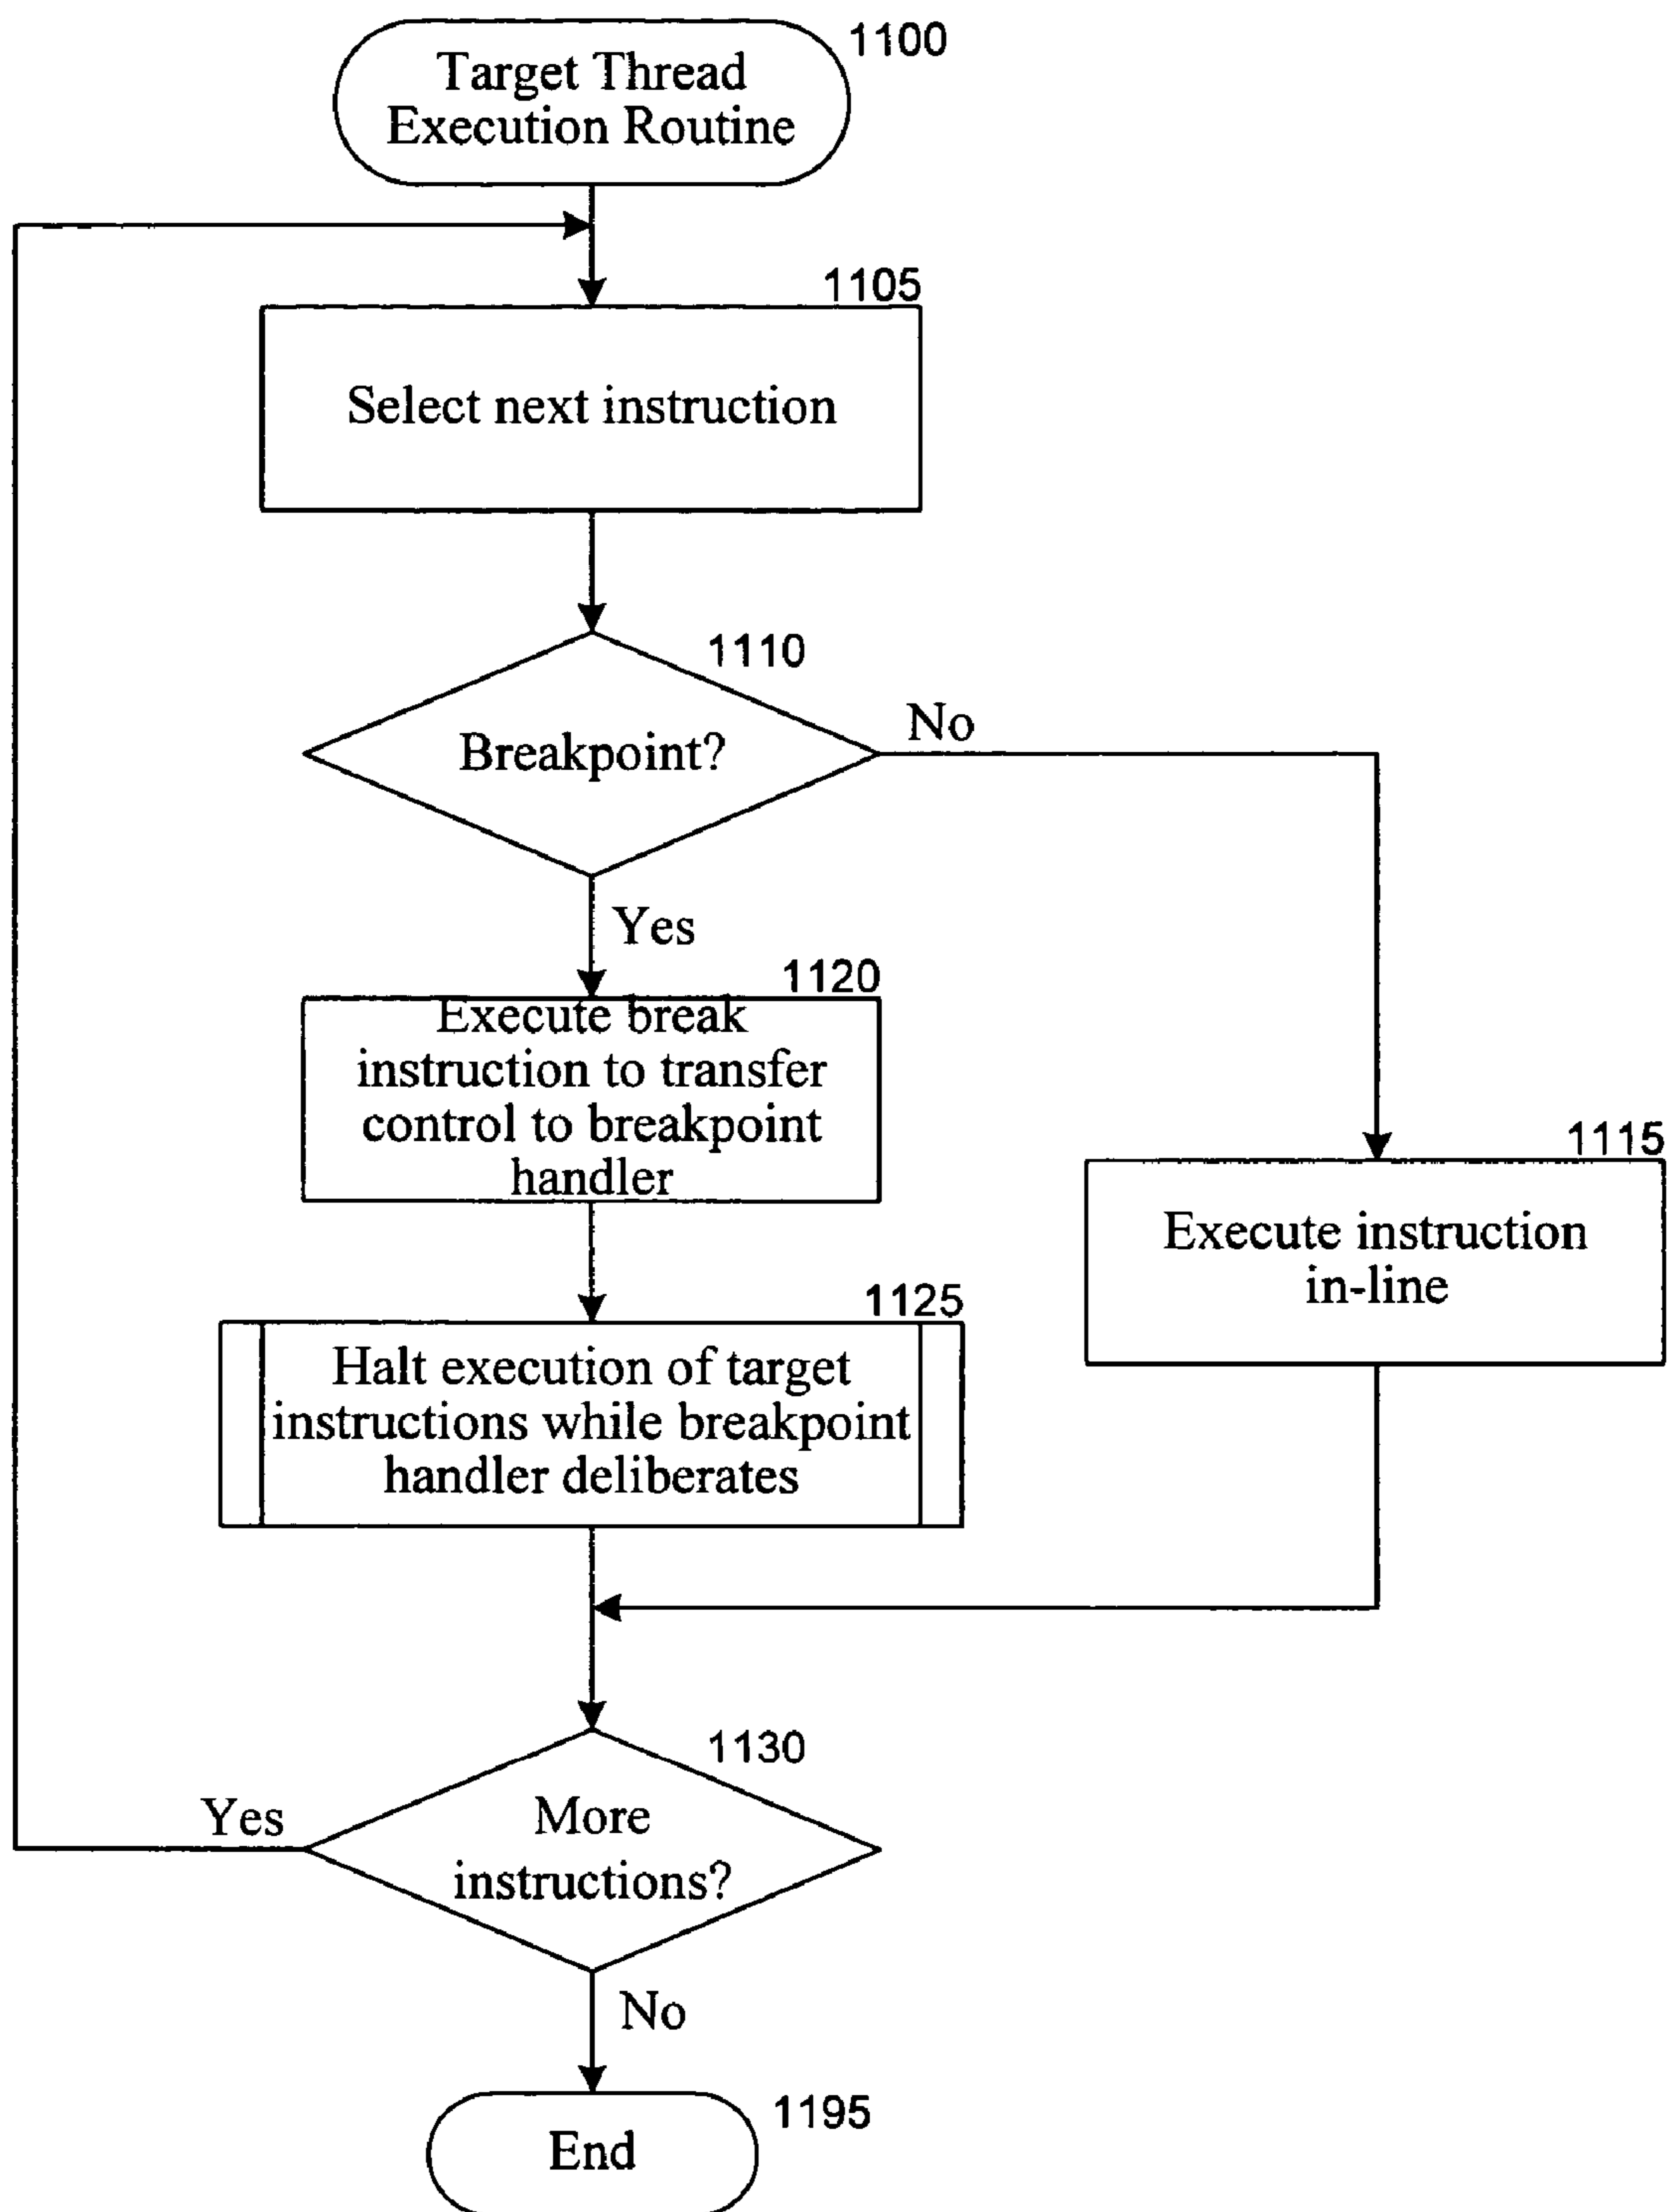 1100
Target Thread
Execution Routine
1105
Select next instruction
1110
Breakpoint?
No
Yes
1120
Execute break
instruction to transfer
control to breakpoint
handler
1115
Execute instruction
in-line
1125
Halt execution of target
instructions while breakpoint
handler deliberates
1130
More
instructions?
Yes
No
1195
End